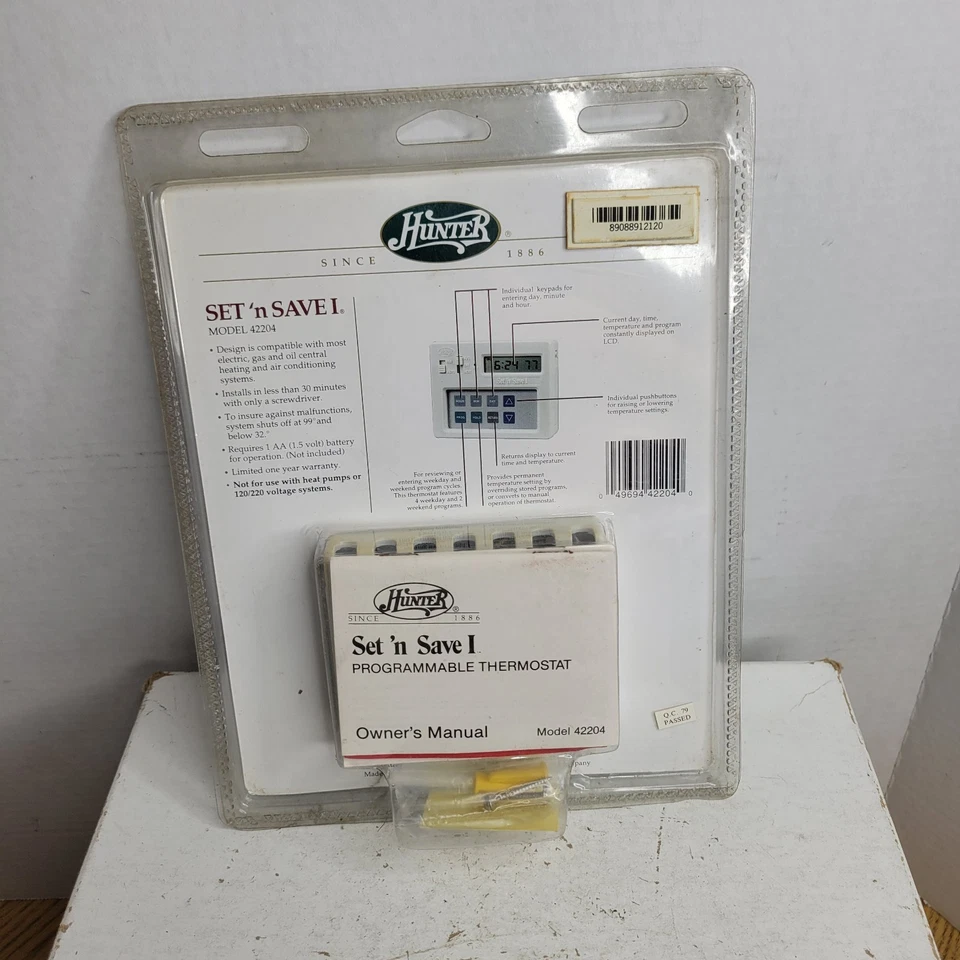 HUNTER®
SINCE 1886
89088912120
SET 'n SAVE I®
MODEL 42204
• Design is compatible with most
electric, gas and oil central
heating and air conditioning
systems.
• Installs in less than 30 minutes
with only a screwdriver.
• To insure against malfunctions,
system shuts off at 99° and
below 32.°
• Requires 1 AA (1.5 volt) battery
for operation. (Not included)
• Limited one year warranty.
• Not for use with heat pumps or
120/220 voltage systems.
Individual keypads for
entering day, minute
and hour.
Current day, time,
temperature and program
constantly displayed on
LCD.
6:24 77
Individual pushbuttons
for raising or lowering
temperature settings.
Returns display to current
time and temperature.
For reviewing or
entering weekday and
weekend program cycles.
This thermostat features
4 weekday and 2
weekend programs.
Provides permanent
temperature setting by
overriding stored programs,
or converts to manual
operation of thermostat.
0 49694 42204 0
HUNTER®
SINCE 1886
Set 'n Save I™
PROGRAMMABLE THERMOSTAT
Owner's Manual Model 42204
Q.C. 79
PASSED
Made
pany